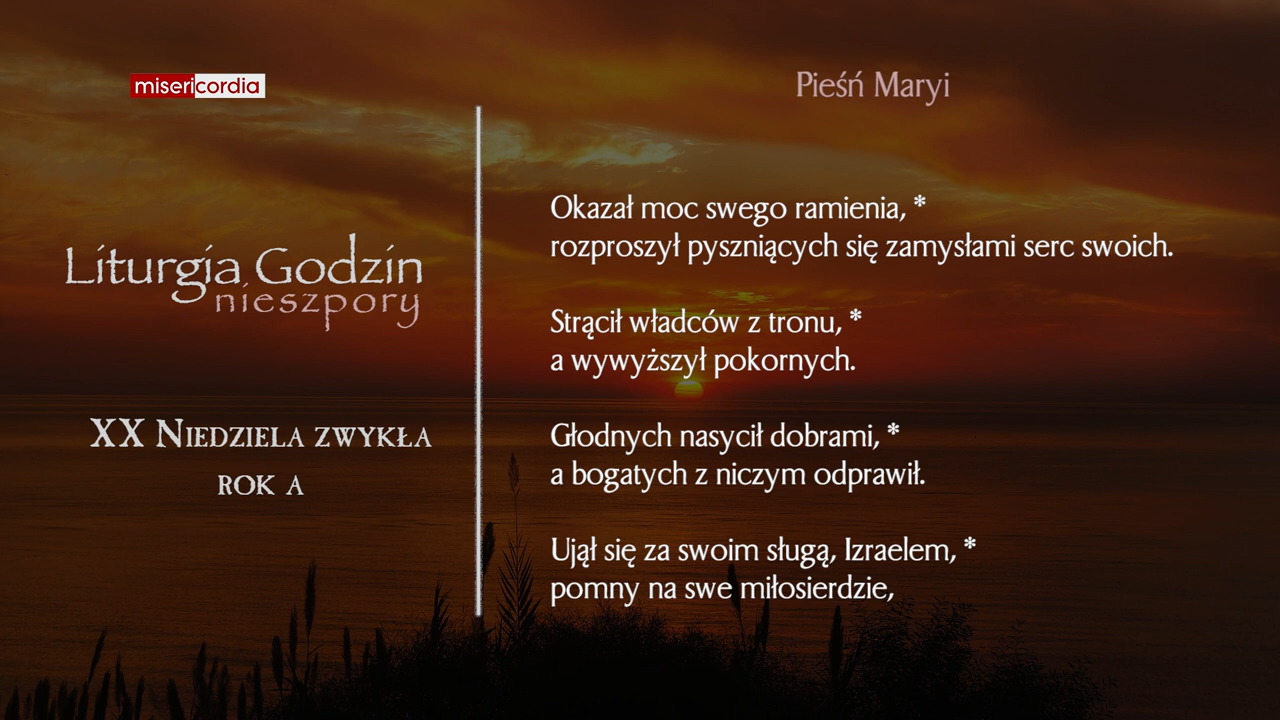 misericordia
Liturgia Godzin
nieszpory
XX Niedziela zwykła
rok a
Pieśń Maryi
Okazał moc swego ramienia, *
rozproszył pyszniących się zamysłami serc swoich.
Strącił władców z tronu, *
a wywyższył pokornych.
Głodnych nasycił dobrami, *
a bogatych z niczym odprawił.
Ujął się za swoim sługą, Izraelem, *
pomny na swe miłosierdzie,